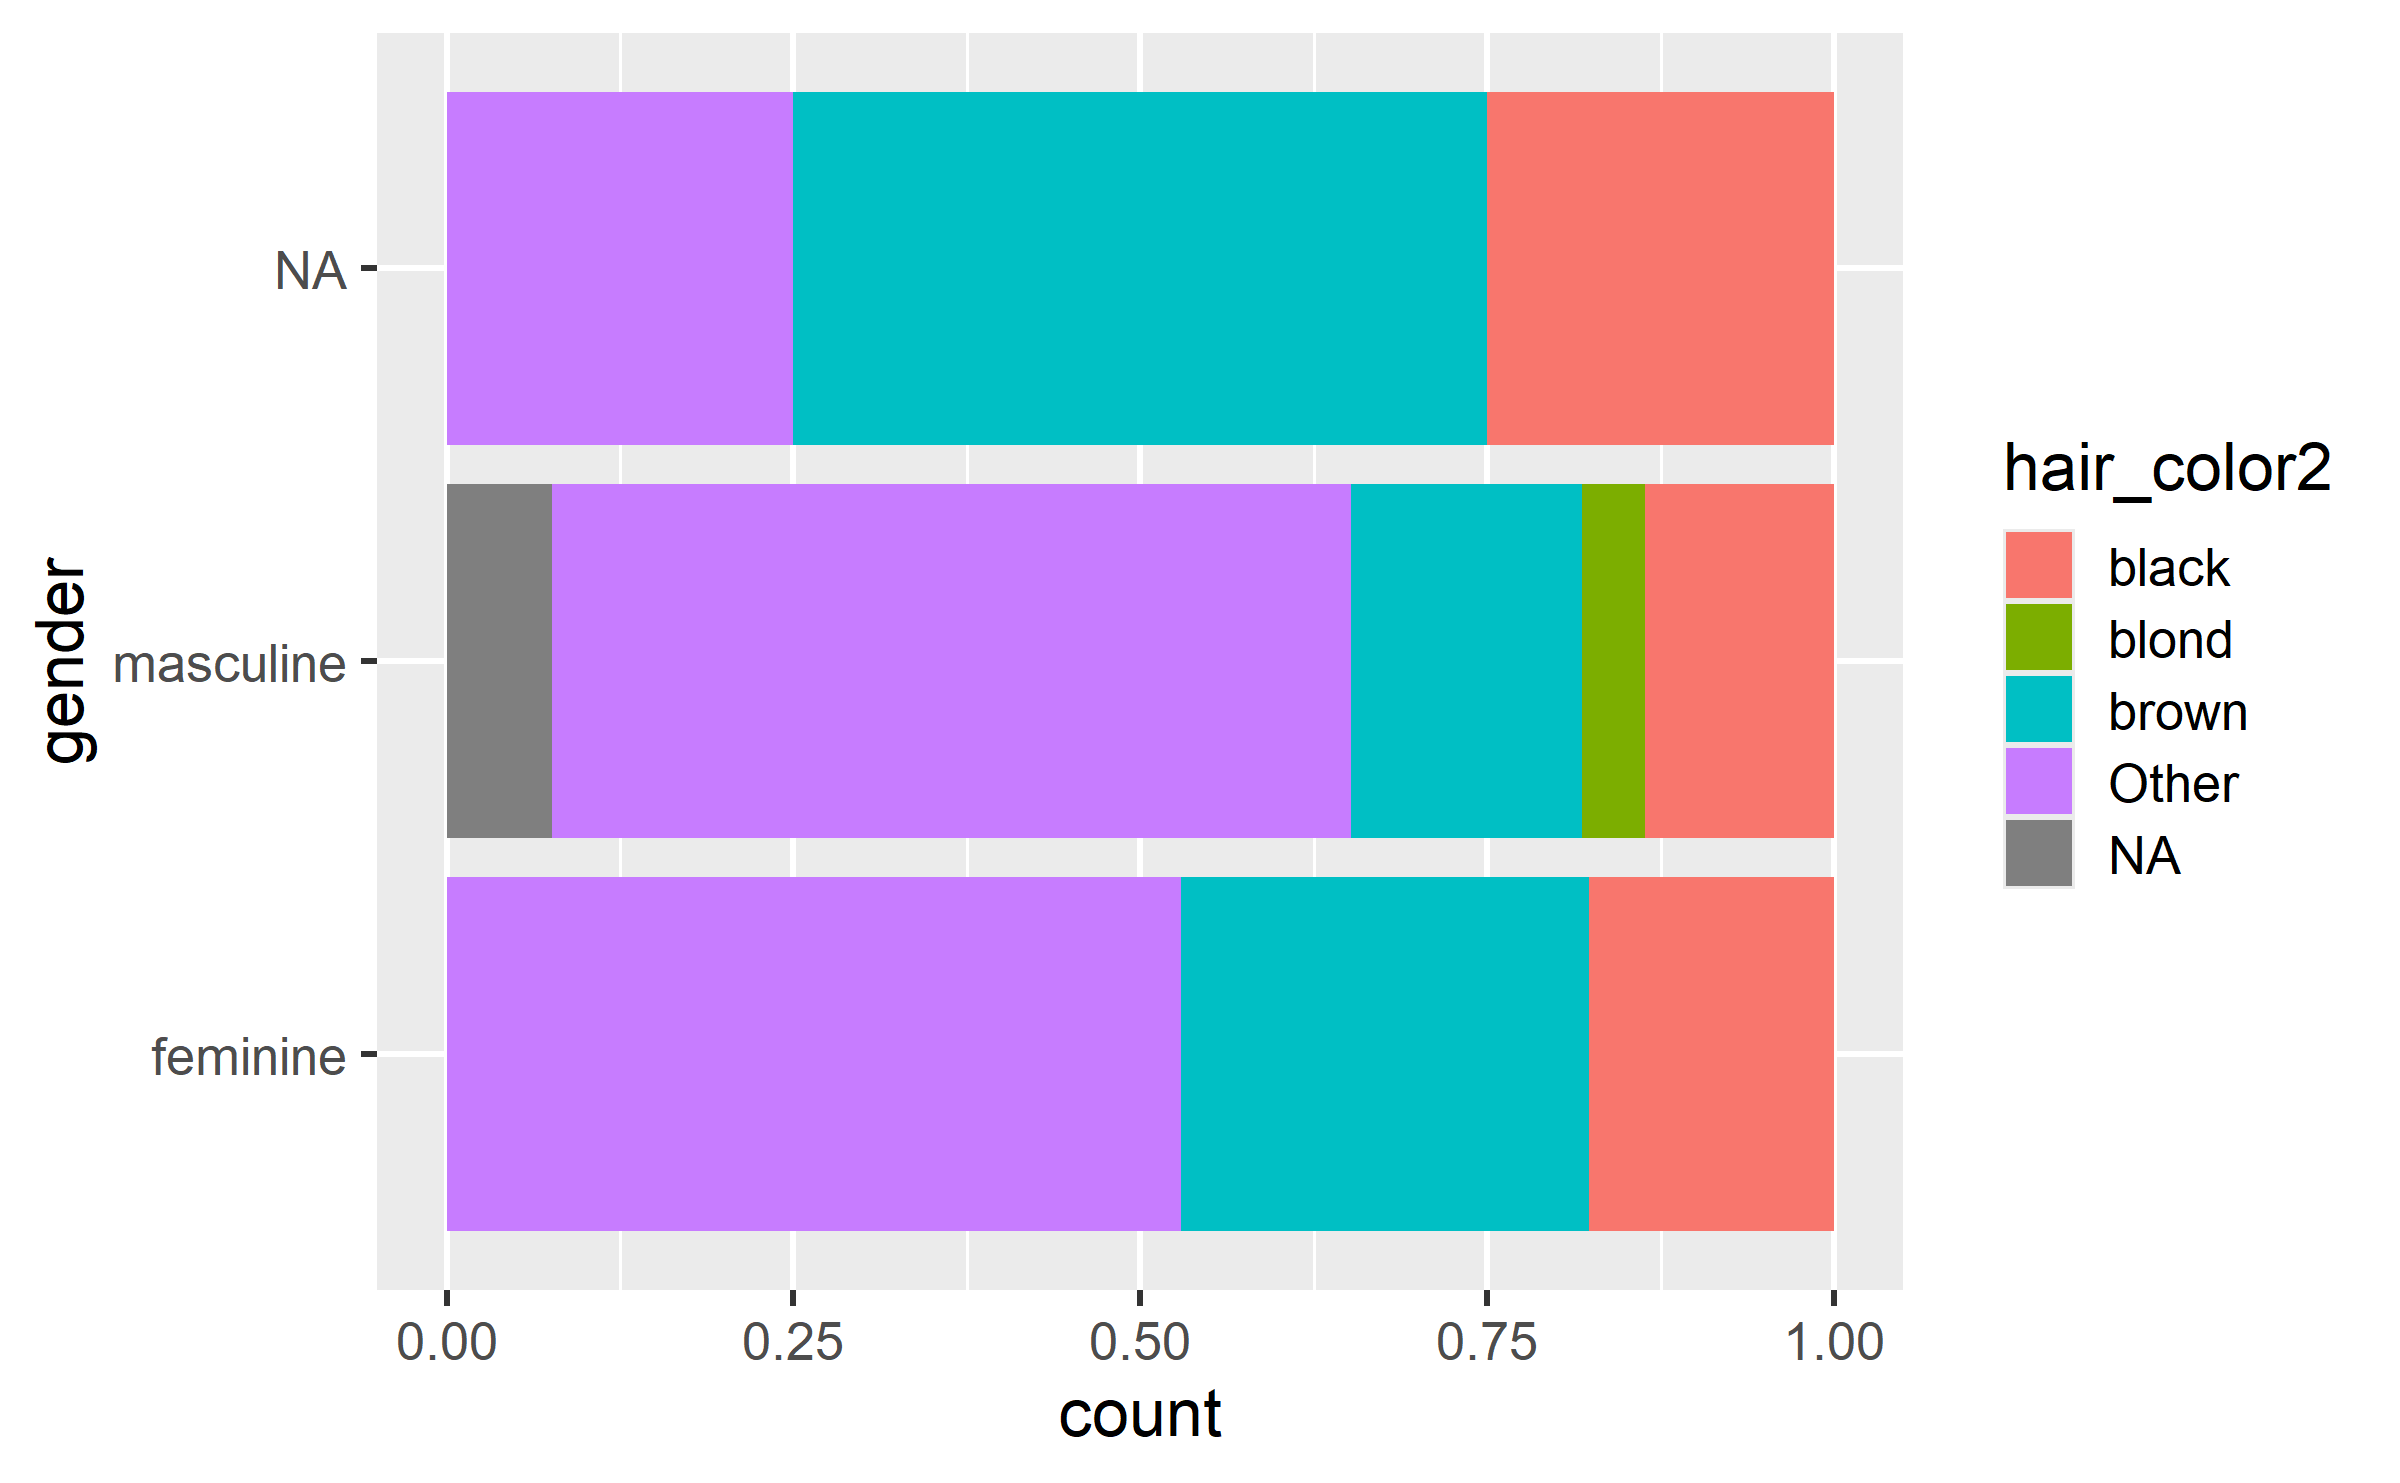 gender
NA
masculine
feminine
0.00 0.25 0.50 0.75 1.00
count
hair_color2
black
blond
brown
Other
NA